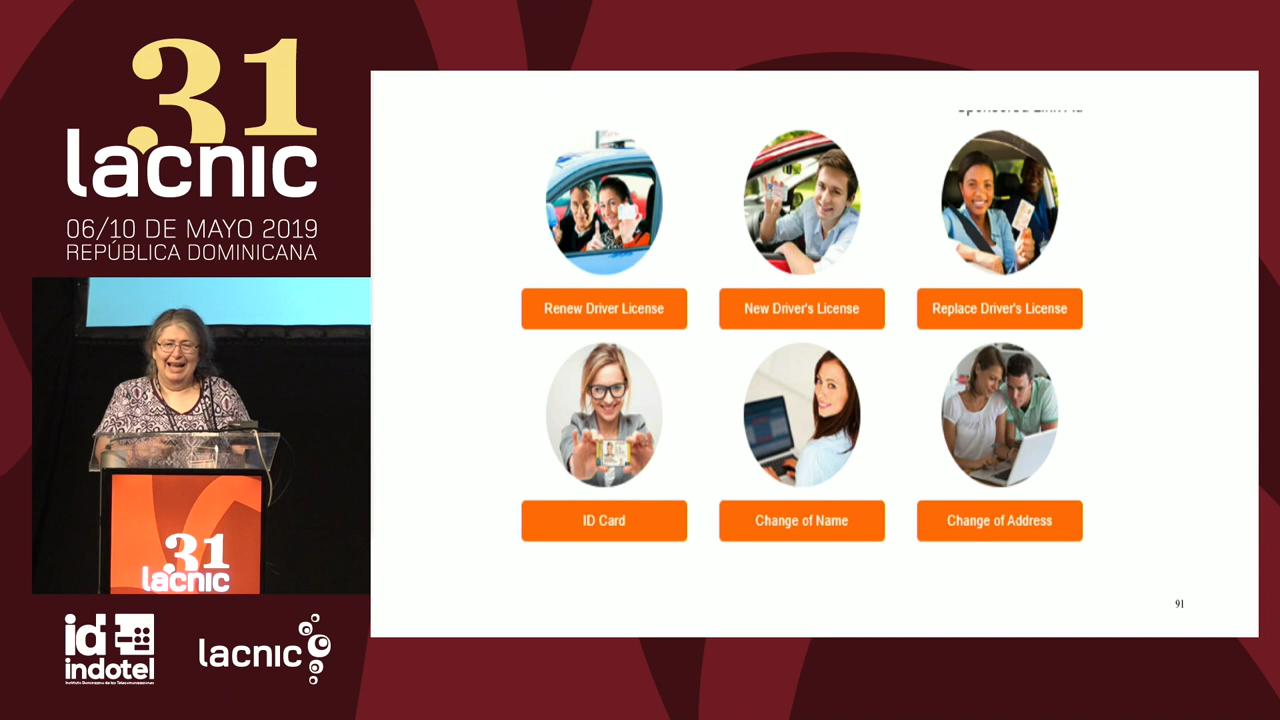 31
lacnic
06/10 DE MAYO 2019
REPÚBLICA DOMINICANA
Renew Driver License
New Driver's License
Replace Driver's License
ID Card
Change of Name
Change of Address
91
31
lacnic
id
indotel
lacnic